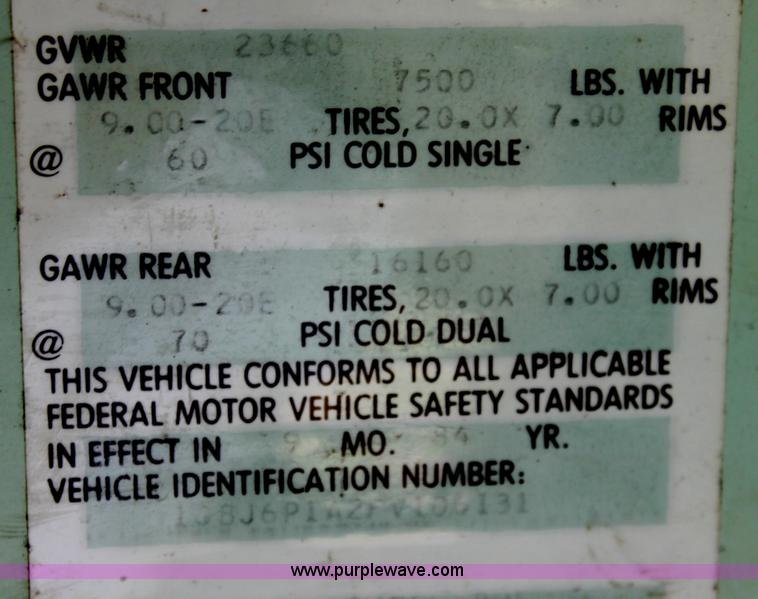 GVWR 23660
GAWR FRONT 7500 LBS. WITH
9.00-20E TIRES, 20.0X 7.00 RIMS
@ 60 PSI COLD SINGLE
GAWR REAR 16160 LBS. WITH
9.00-20E TIRES, 20.0X 7.00 RIMS
@ 70 PSI COLD DUAL
THIS VEHICLE CONFORMS TO ALL APPLICABLE
FEDERAL MOTOR VEHICLE SAFETY STANDARDS
IN EFFECT IN 9 MO. 84 YR.
VEHICLE IDENTIFICATION NUMBER:
www.purplewave.com